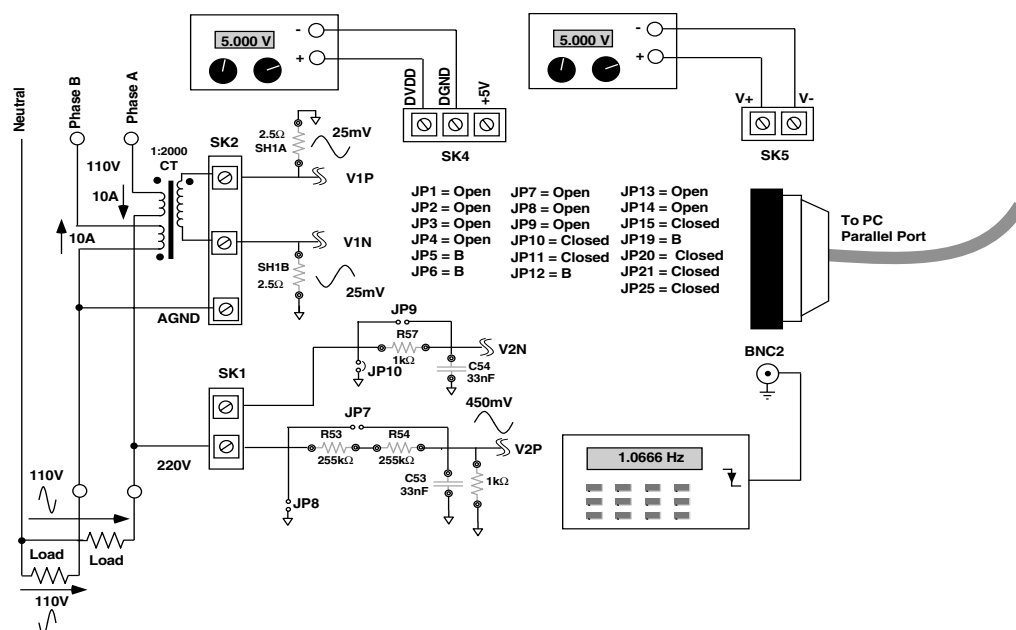 5.000 V
-
+
5.000 V
-
+
Neutral
Phase B
Phase A
DVDD
DGND
+5V
SK4
V+
V-
SK5
110V
1:2000
CT
10A
10A
SK2
2.5Ω
SH1A
25mV
V1P
V1N
SH1B
2.5Ω
25mV
AGND
JP1 = Open
JP2 = Open
JP3 = Open
JP4 = Open
JP5 = B
JP6 = B
JP7 = Open
JP8 = Open
JP9 = Open
JP10 = Closed
JP11 = Closed
JP12 = B
JP13 = Open
JP14 = Open
JP15 = Closed
JP19 = B
JP20 = Closed
JP21 = Closed
JP25 = Closed
To PC
Parallel Port
JP9
R57
1kΩ
JP10
C54
33nF
V2N
BNC2
SK1
220V
JP7
450mV
R53
255kΩ
R54
255kΩ
V2P
C53
33nF
1kΩ
JP8
1.0666 Hz
110V
Load
Load
110V